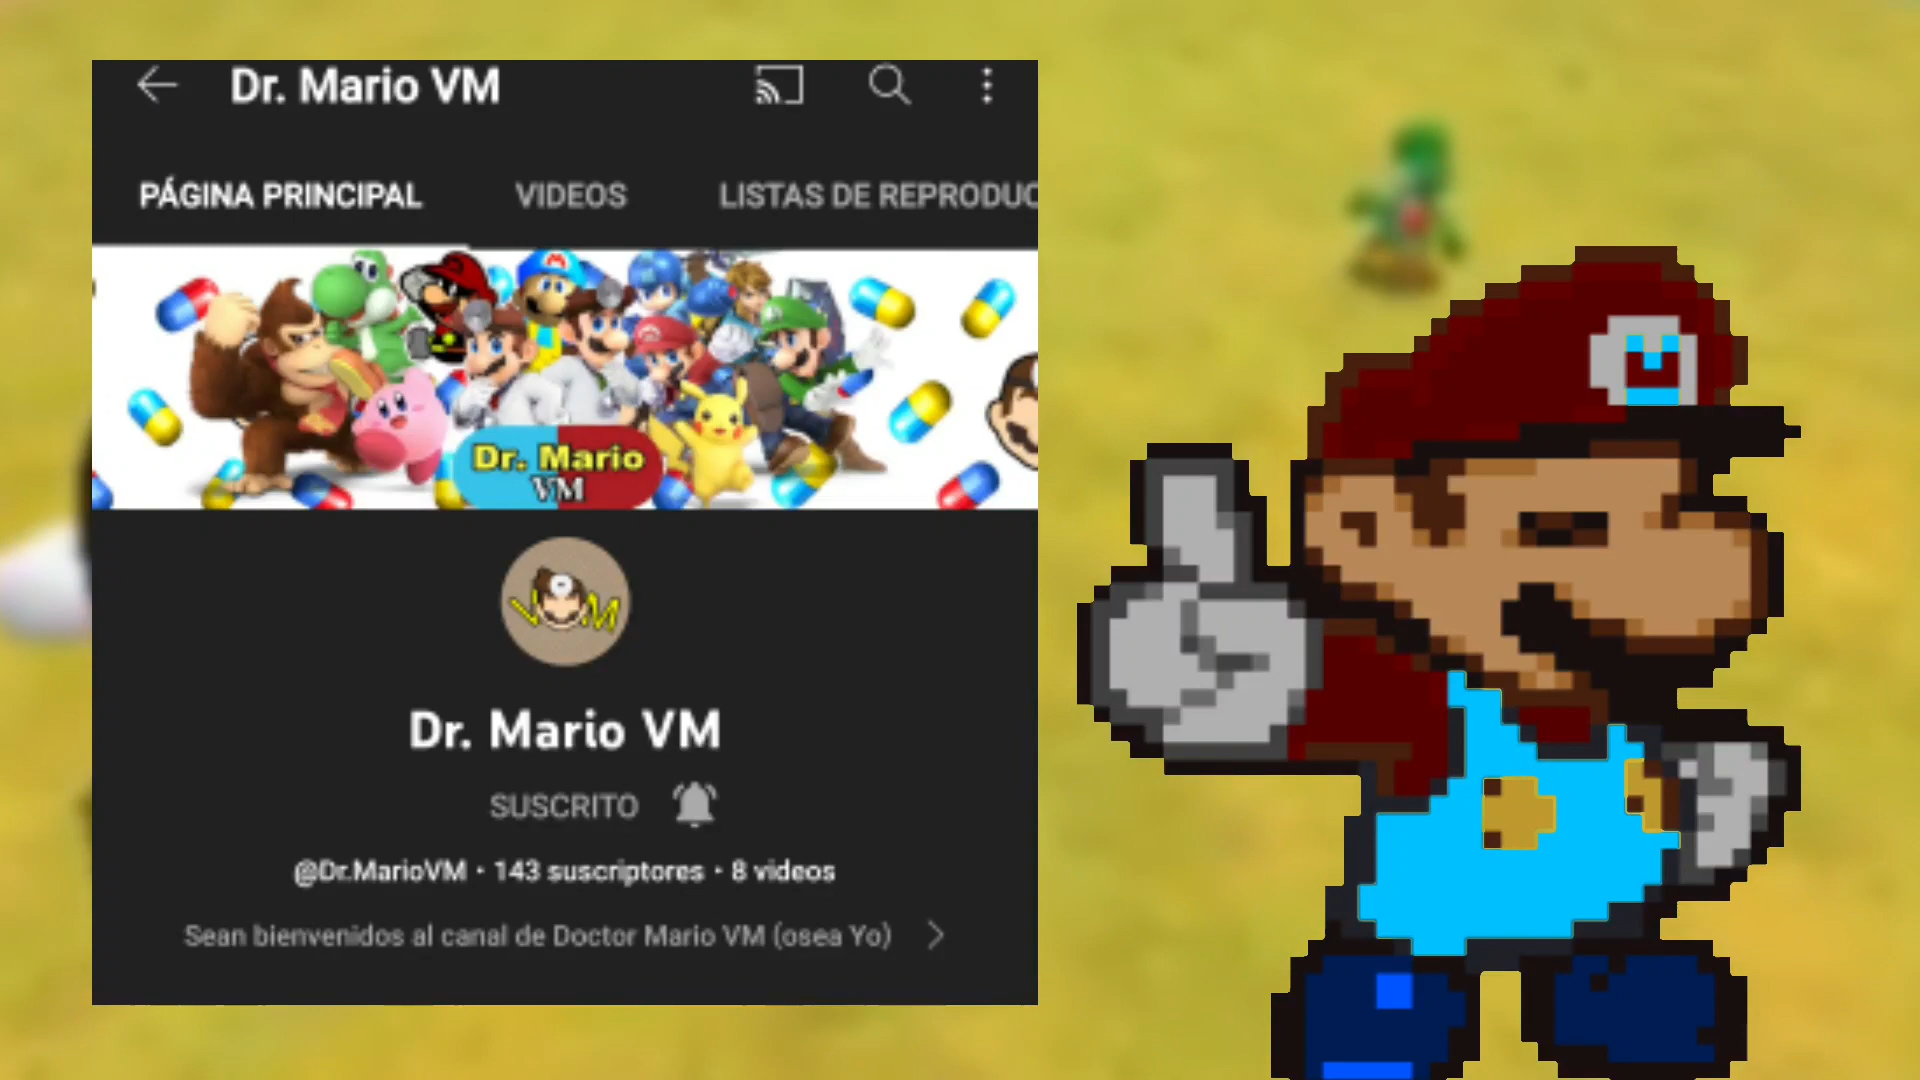 Dr. Mario VM
PÁGINA PRINCIPAL VIDEOS LISTAS DE REPRODUC
Dr. Mario
VM
VM
Dr. Mario VM
SUSCRITO
@Dr.MarioVM • 143 suscriptores • 8 videos
Sean bienvenidos al canal de Doctor Mario VM (osea Yo)